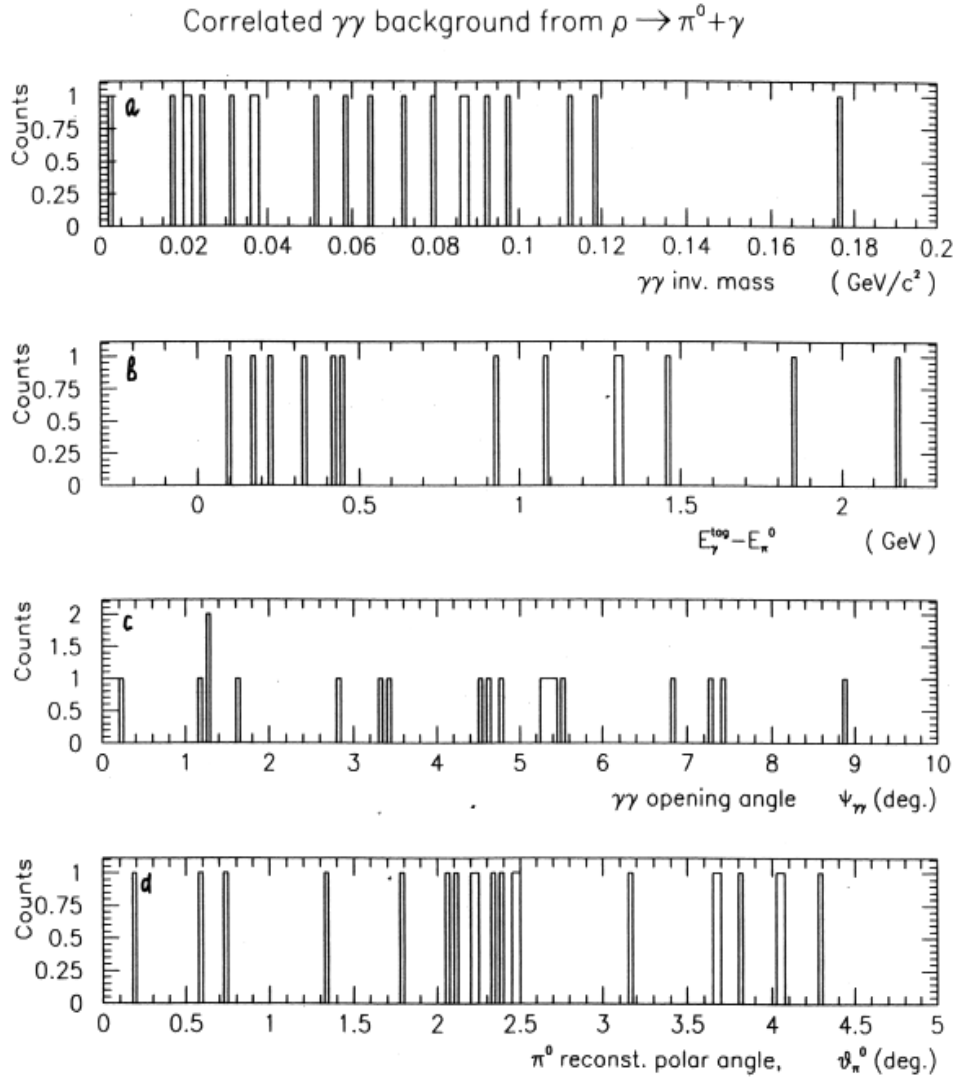 Correlated γγ background from ρ → π⁰+γ
Counts
1
0.75
0.5
0.25
0
a
0 0.02 0.04 0.06 0.08 0.1 0.12 0.14 0.16 0.18 0.2
γγ inv. mass (GeV/c²)
Counts
1
0.75
0.5
0.25
0
b
0 0.5 1 1.5 2
E_γ^tag−E_π⁰ (GeV)
Counts
2
1.5
1
0.5
0
c
0 1 2 3 4 5 6 7 8 9 10
γγ opening angle Ψ_γγ (deg.)
Counts
1
0.75
0.5
0.25
0
d
0 0.5 1 1.5 2 2.5 3 3.5 4 4.5 5
π⁰ reconst. polar angle, ϑ_π⁰ (deg.)